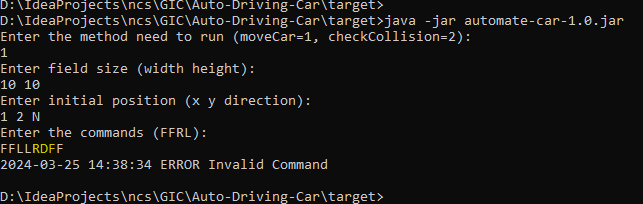 D:\IdeaProjects\ncs\GIC\Auto-Driving-Car\target>
D:\IdeaProjects\ncs\GIC\Auto-Driving-Car\target>java -jar automate-car-1.0.jar
Enter the method need to run (moveCar=1, checkCollision=2):
1
Enter field size (width height):
10 10
Enter initial position (x y direction):
1 2 N
Enter the commands (FFRL):
FFLLRDFF
2024-03-25 14:38:34 ERROR Invalid Command
D:\IdeaProjects\ncs\GIC\Auto-Driving-Car\target>